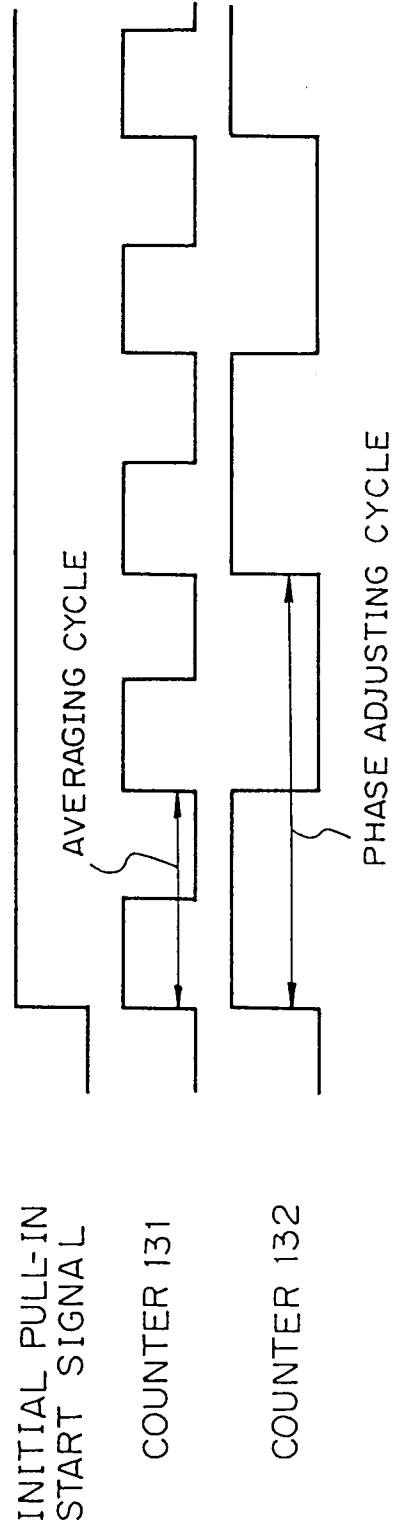 INITIAL PULL-IN
START SIGNAL
COUNTER 131
COUNTER 132
AVERAGING CYCLE
PHASE ADJUSTING CYCLE